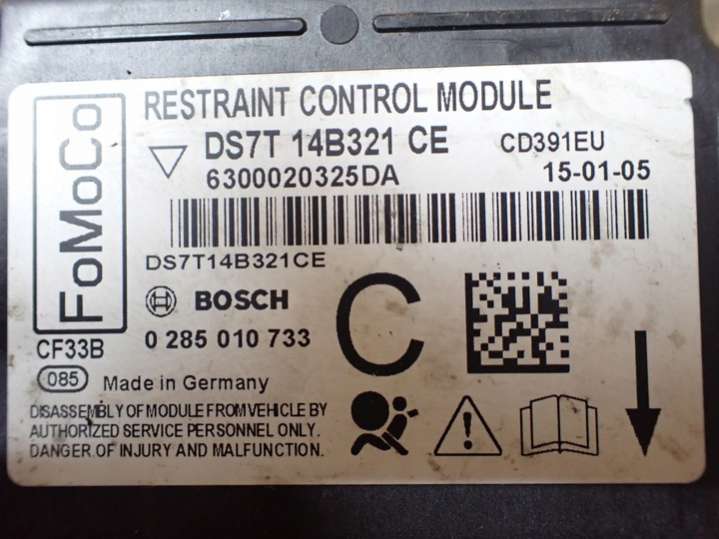 FoMoCo
RESTRAINT CONTROL MODULE
DS7T 14B321 CE
CD391EU
6300020325DA
15-01-05
DS7T14B321CE
BOSCH
C
0 285 010 733
CF33B
085
Made in Germany
DISASSEMBLY OF MODULE FROM VEHICLE BY
AUTHORIZED SERVICE PERSONNEL ONLY.
DANGER OF INJURY AND MALFUNCTION.